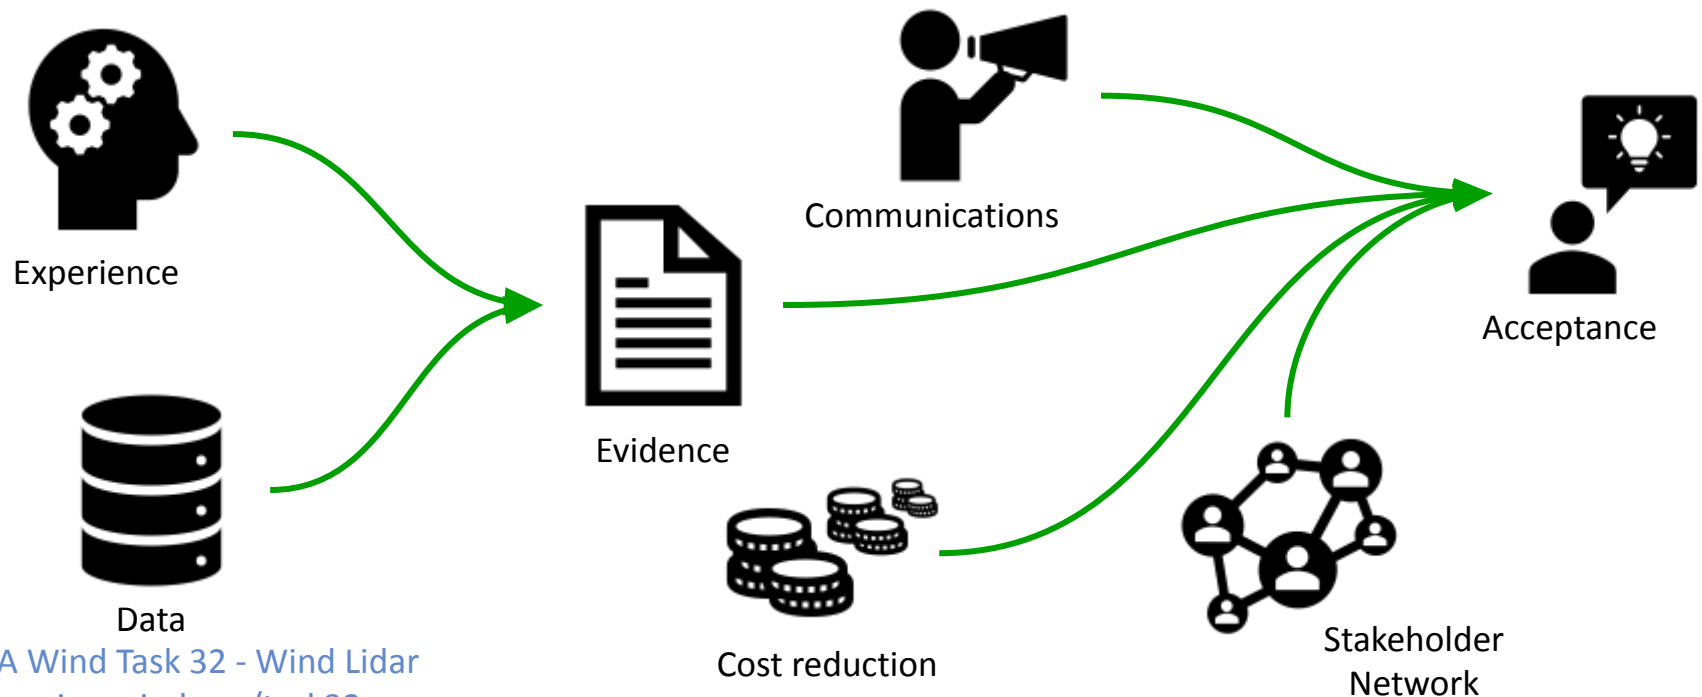 Experience
Communications
Acceptance
Evidence
Data
A Wind Task 32 - Wind Lidar
Cost reduction
Stakeholder
Network